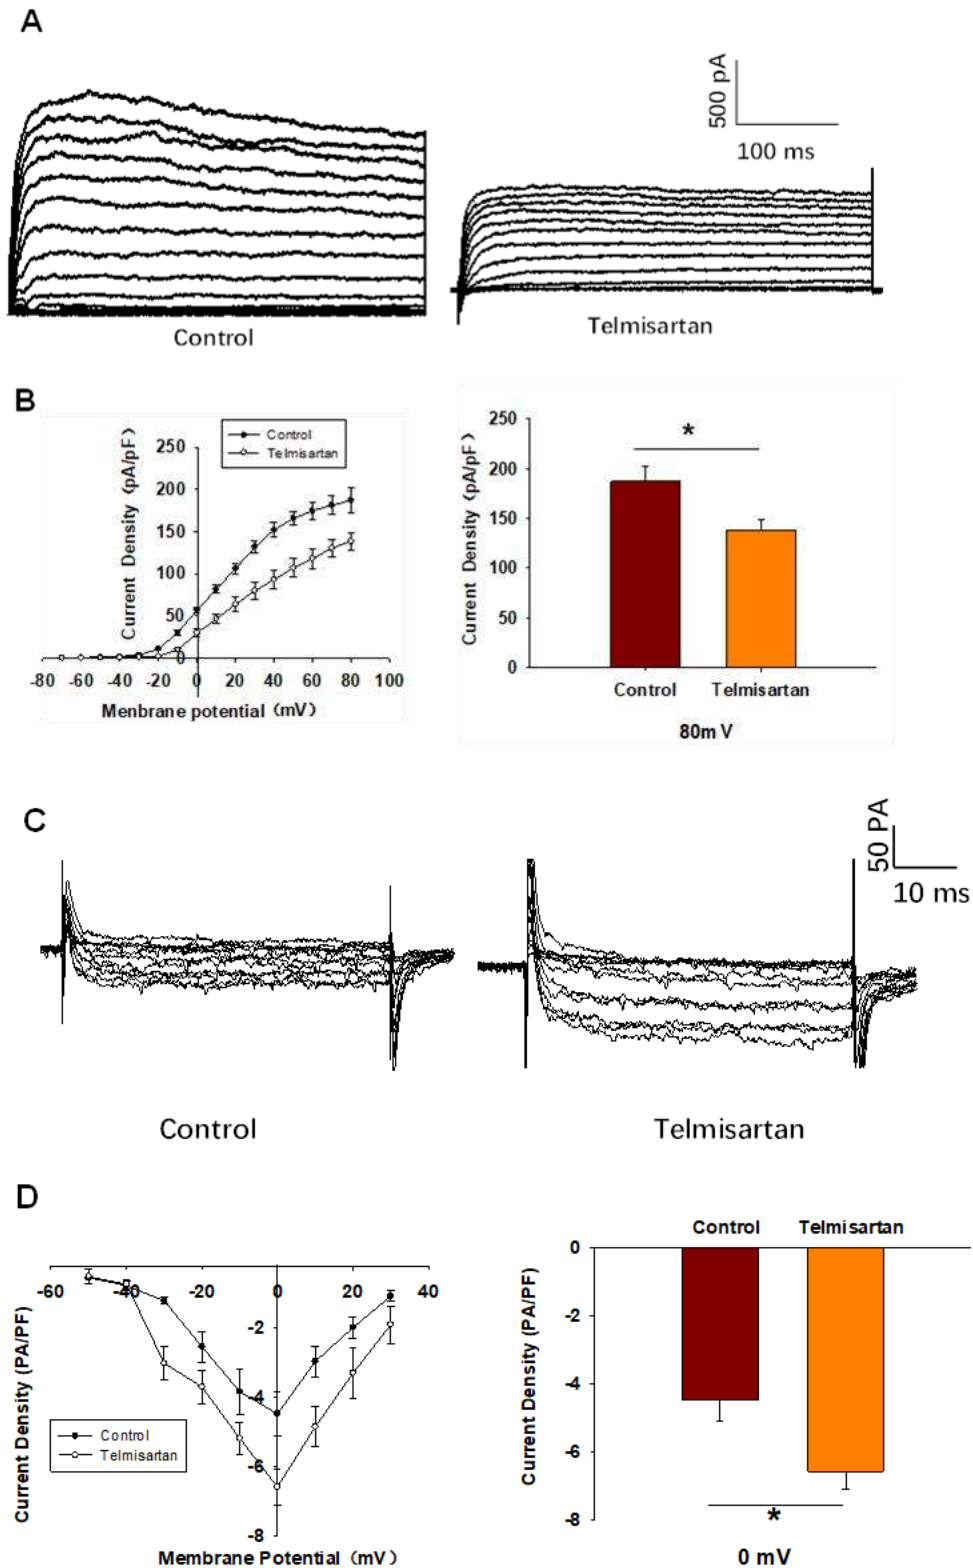 A
500 pA
100 ms
Control
Telmisartan
B
Control
Telmisartan
Current Density (pA/pF)
250
200
150
100
50
0
-80 -60 -40 -20 0 20 40 60 80 100
Menbrane potential (mV)
Current Density (pA/pF)
250
200
150
100
50
0
*
Control Telmisartan
80m V
C
50 PA
10 ms
Control
Telmisartan
D
-60 -40 -20 0 20 40
-2
-4
-6
-8
Current Density (PA/PF)
Control
Telmisartan
Membrane Potential (mV)
Control Telmisartan
Current Density (PA/PF)
0
-2
-4
-6
-8
*
0 mV